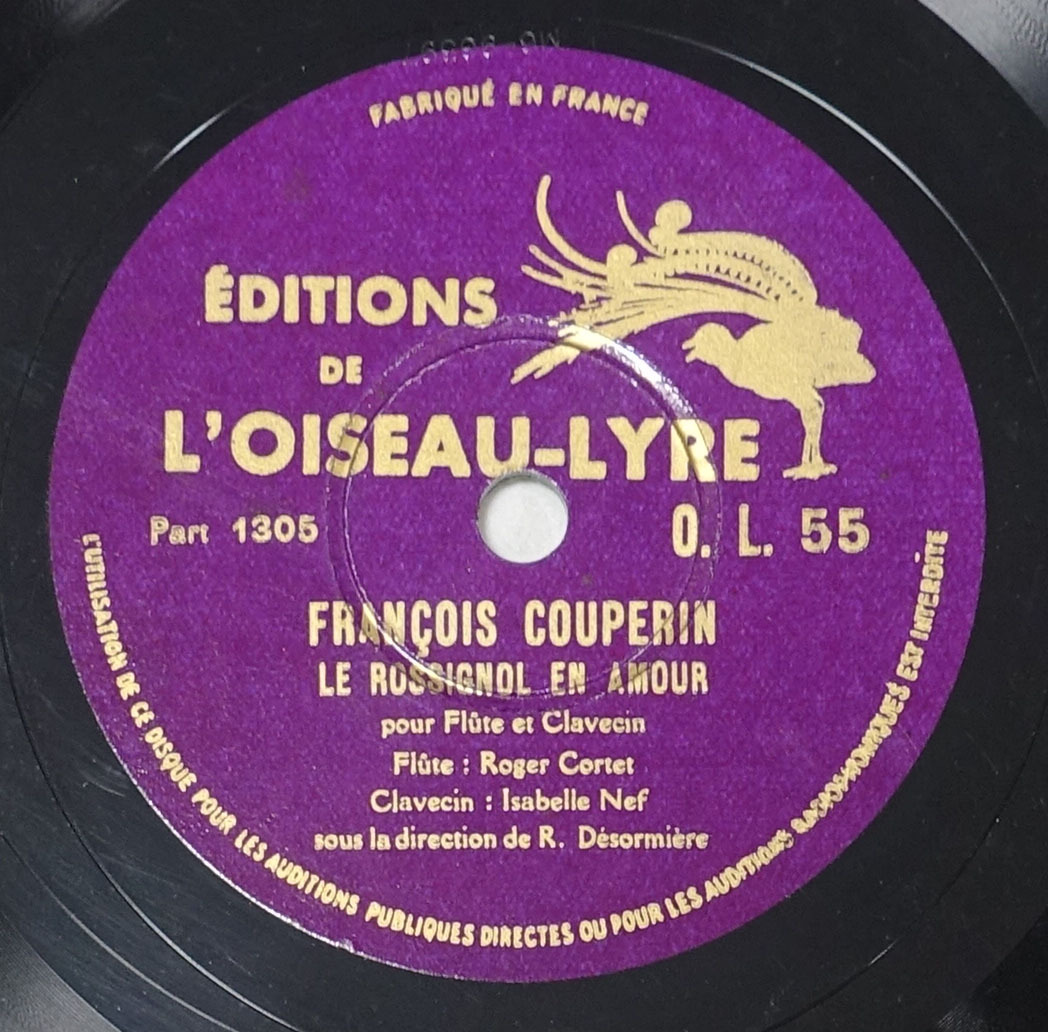 FABRIQUÉ EN FRANCE
ÉDITIONS
DE
L'OISEAU-LYRE
Part 1305
O. L. 55
FRANÇOIS COUPERIN
LE ROSSIGNOL EN AMOUR
pour Flûte et Clavecin
Flûte : Roger Cortet
Clavecin : Isabelle Nef
sous la direction de R. Désormière
L'UTILISATION DE CE DISQUE POUR LES AUDITIONS PUBLIQUES DIRECTES OU POUR LES AUDITIONS RADIOPHONIQUES EST INTERDITE